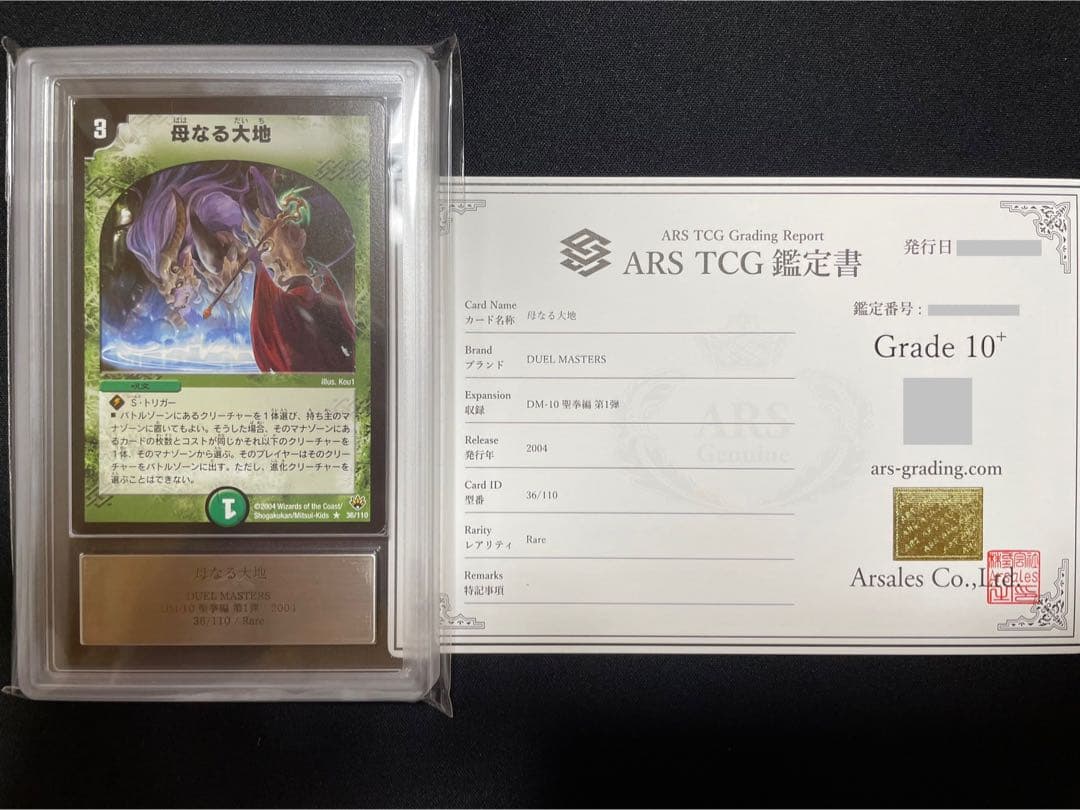 3
はは だいち
母なる大地
illus. Kou1
呪文
S・トリガー
■ バトルゾーンにあるクリーチャーを1体選び、持ち主のマ
ナゾーンに置いてもよい。そうした場合、そのマナゾーンにあ
るカードの枚数とコストが同じかそれ以下のクリーチャーを
1体、そのマナゾーンから選ぶ。そのプレイヤーはそのクリー
チャーをバトルゾーンに出す。ただし、進化クリーチャーを
選ぶことはできない。
1
©2004 Wizards of the Coast/
Shogakukan/Mitsui-Kids ★ 36/110
母なる大地
DUEL MASTERS
DM-10 聖拳編 第1弾 2004
36/110 / Rare
ARS TCG Grading Report
ARS TCG 鑑定書
Card Name
カード名称 母なる大地
Brand
ブランド DUEL MASTERS
Expansion
収録 DM-10 聖拳編 第1弾
Release
発行年 2004
Card ID
型番 36/110
Rarity
レアリティ Rare
Remarks
特記事項
ARS
Genuine
発行日
鑑定番号 :
Grade 10+
ars-grading.com
Arsales Co.,Ltd.